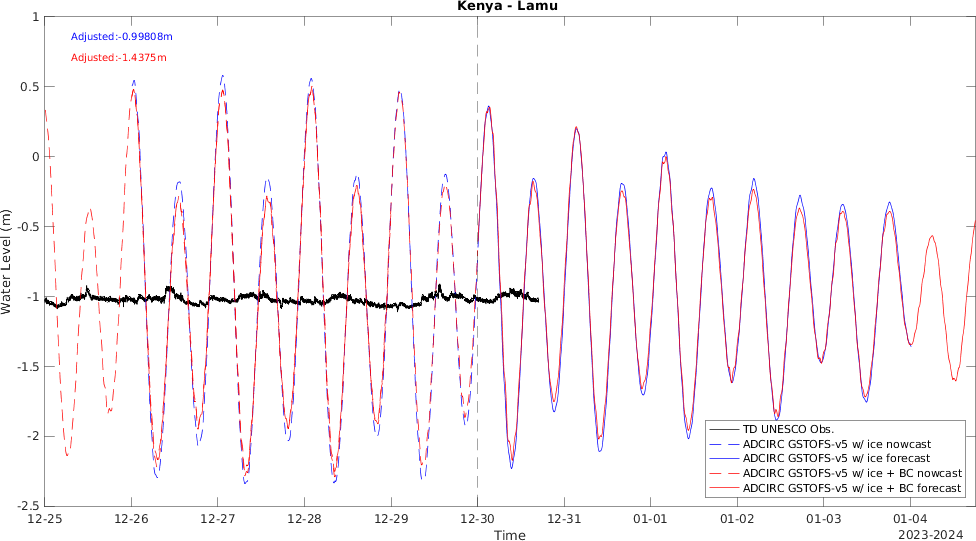 Kenya - Lamu
Adjusted:-0.99808m
Adjusted:-1.4375m
1
0.5
0
-0.5
-1
-1.5
-2
-2.5
Water Level (m)
12-25 12-26 12-27 12-28 12-29 12-30 12-31 01-01 01-02 01-03 01-04
Time
2023-2024
TD UNESCO Obs.
ADCIRC GSTOFS-v5 w/ ice nowcast
ADCIRC GSTOFS-v5 w/ ice forecast
ADCIRC GSTOFS-v5 w/ ice + BC nowcast
ADCIRC GSTOFS-v5 w/ ice + BC forecast